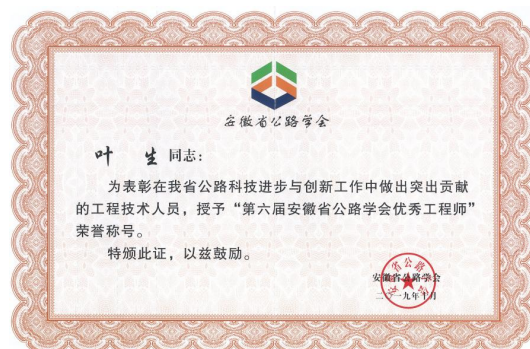 安徽省公路学会
叶 生 同志：
为表彰在我省公路科技进步与创新工作中做出突出贡献
的工程技术人员，授予“第六届安徽省公路学会优秀工程师”
荣誉称号。
特颁此证，以兹鼓励。
安徽省公路学会
二〇一九年十月